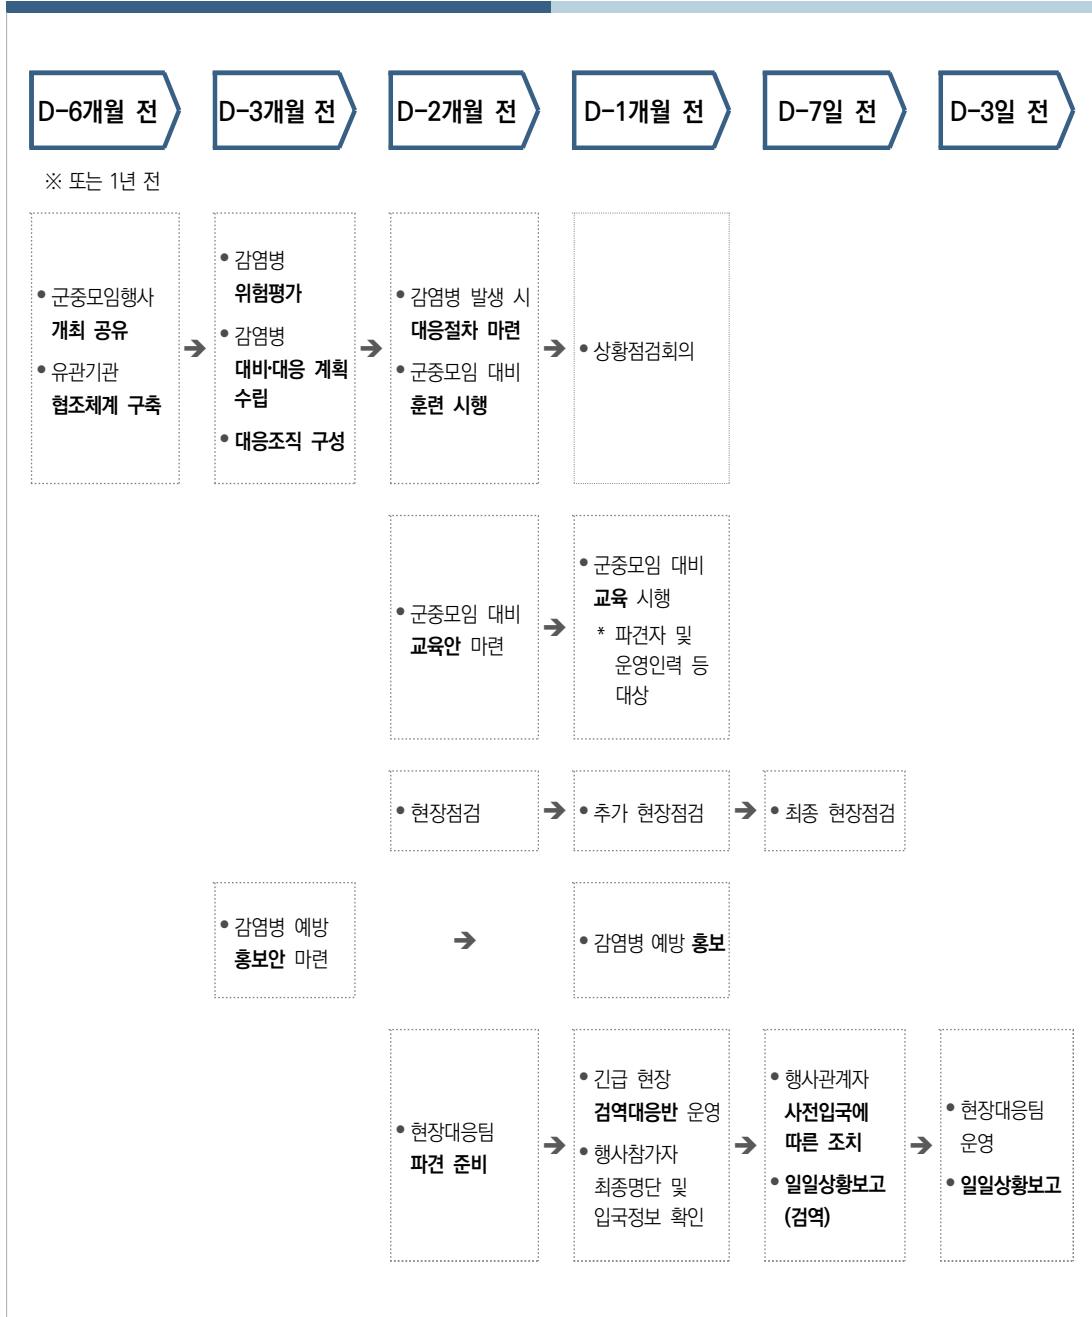 D-6개월 전
D-3개월 전
D-2개월 전
D-1개월 전
D-7일 전
D-3일 전
※ 또는 1년 전
• 군중모임행사
개최 공유
• 유관기관
협조체계 구축
➔
• 감염병
위험평가
• 감염병
대비·대응 계획
수립
• 대응조직 구성
➔
• 감염병 발생 시
대응절차 마련
• 군중모임 대비
훈련 시행
➔
• 상황점검회의
• 군중모임 대비
교육안 마련
➔
• 군중모임 대비
교육 시행
* 파견자 및
운영인력 등
대상
• 현장점검
➔
• 추가 현장점검
➔
• 최종 현장점검
• 감염병 예방
홍보안 마련
➔
• 감염병 예방 홍보
• 현장대응팀
파견 준비
➔
• 긴급 현장
검역대응반 운영
• 행사참가자
최종명단 및
입국정보 확인
➔
• 행사관계자
사전입국에
따른 조치
• 일일상황보고
(검역)
➔
• 현장대응팀
운영
• 일일상황보고